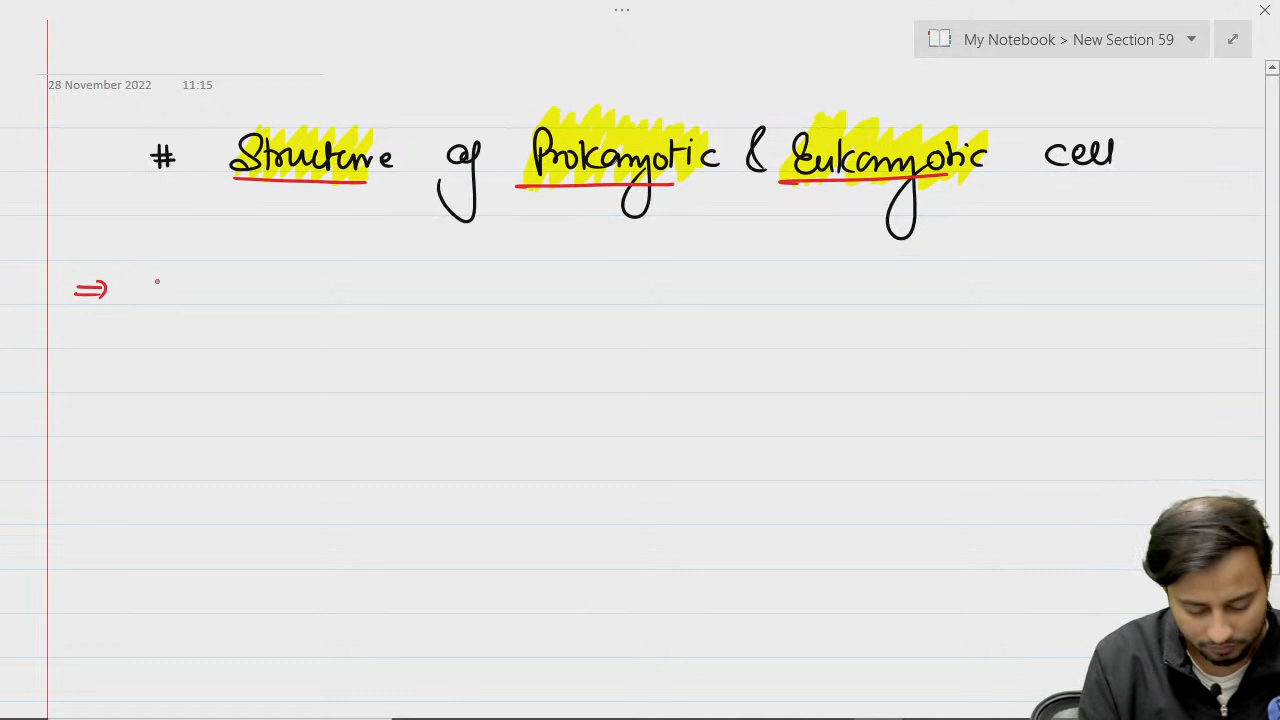 My Notebook > New Section 59
28 November 2022 11:15
# Structure of Prokaryotic & Eukaryotic cell
⇒